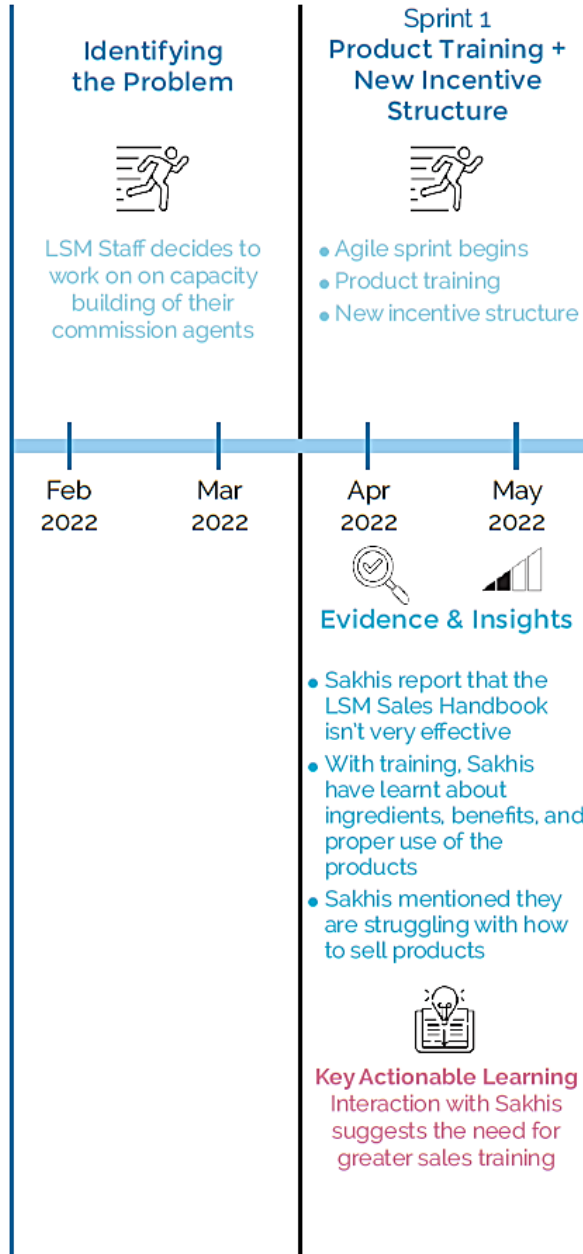 Identifying
the Problem
LSM Staff decides to
work on on capacity
building of their
commission agents
Sprint 1
Product Training +
New Incentive
Structure
• Agile sprint begins
• Product training
• New incentive structure
Feb
2022
Mar
2022
Apr
2022
May
2022
Evidence & Insights
• Sakhis report that the
LSM Sales Handbook
isn't very effective
• With training, Sakhis
have learnt about
ingredients, benefits, and
proper use of the
products
• Sakhis mentioned they
are struggling with how
to sell products
Key Actionable Learning
Interaction with Sakhis
suggests the need for
greater sales training